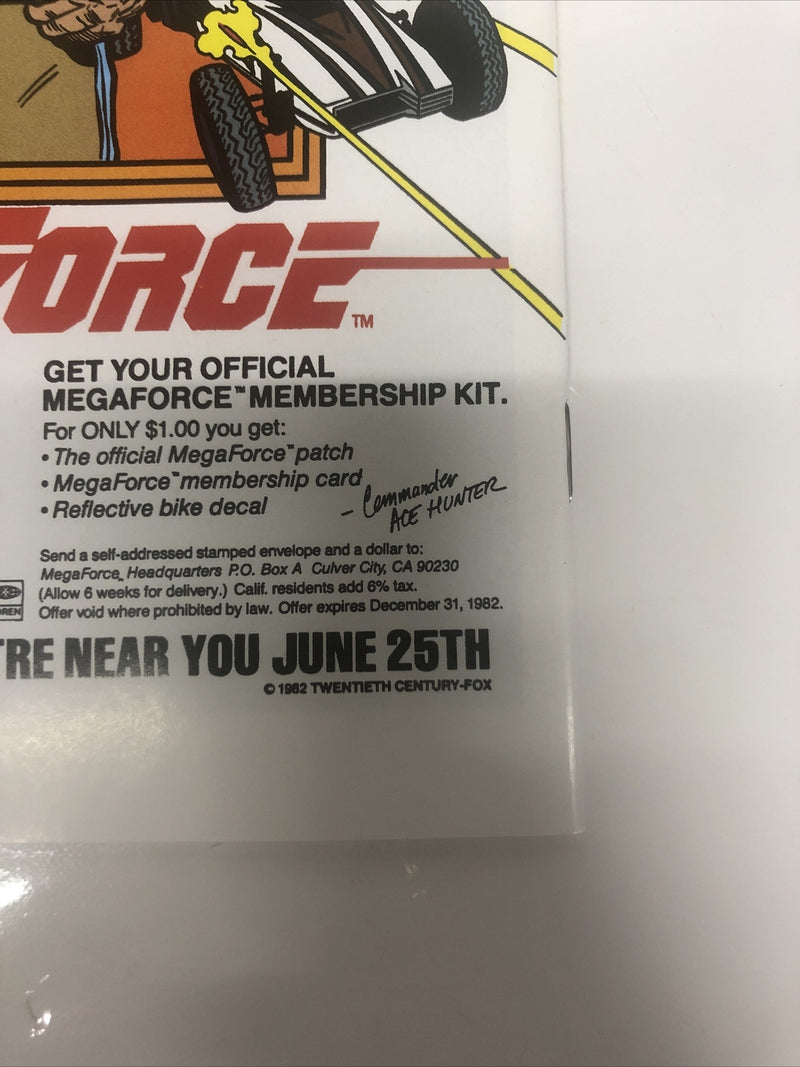 FORCE™
GET YOUR OFFICIAL
MEGAFORCE™ MEMBERSHIP KIT.
For ONLY $1.00 you get:
• The official MegaForce™ patch
• MegaForce™ membership card
• Reflective bike decal
– Commander
ACE HUNTER
Send a self-addressed stamped envelope and a dollar to:
MegaForce™ Headquarters P.O. Box A Culver City, CA 90230
(Allow 6 weeks for delivery.) Calif. residents add 6% tax.
Offer void where prohibited by law. Offer expires December 31, 1982.
TRE NEAR YOU JUNE 25TH
© 1982 TWENTIETH CENTURY-FOX